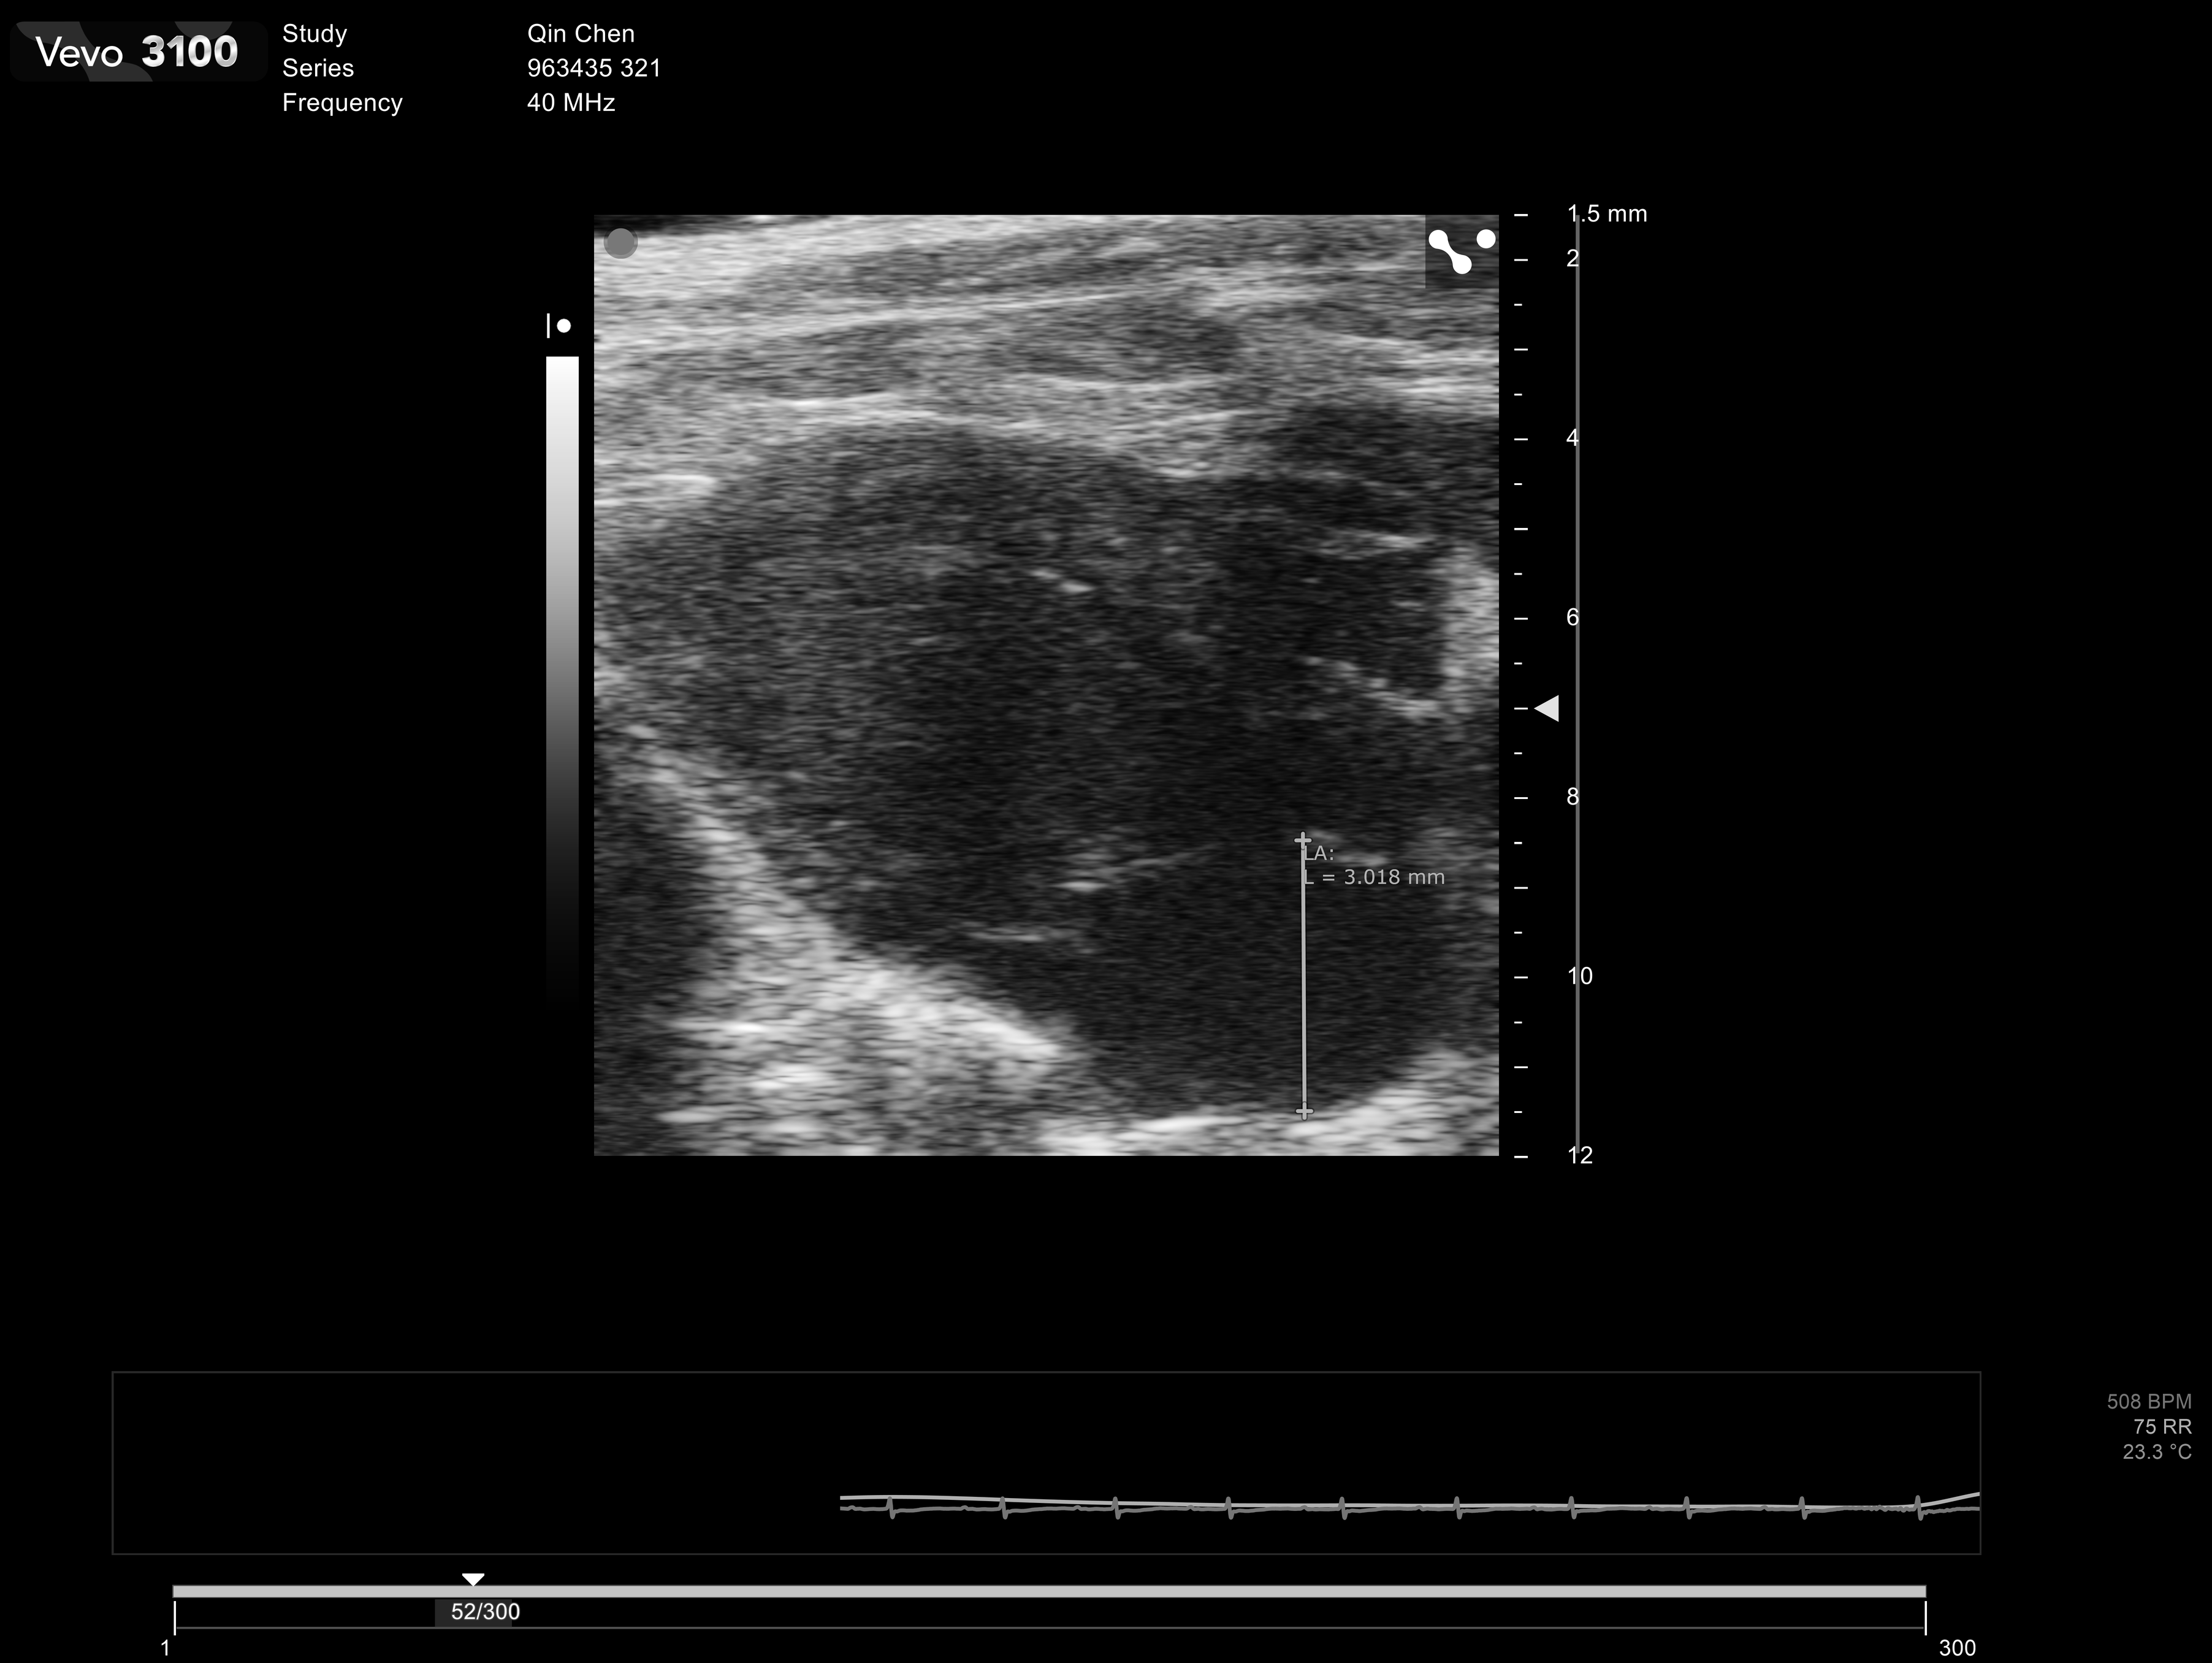 Vevo 3100
Study Qin Chen
Series 963435 321
Frequency 40 MHz
1.5 mm
2
4
6
8
LA:
L = 3.018 mm
10
12
508 BPM
75 RR
23.3 °C
52/300
1
300